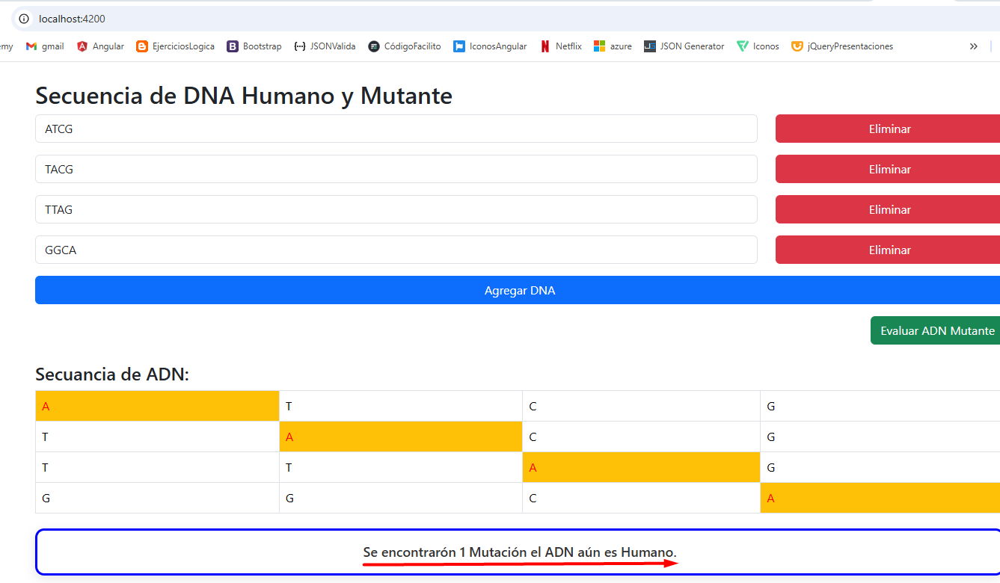 localhost:4200
emy gmail Angular EjerciciosLogica Bootstrap JSONValida CódigoFacilito IconosAngular Netflix azure JSON Generator Iconos jQueryPresentaciones »
Secuencia de DNA Humano y Mutante
ATCG Eliminar
TACG Eliminar
TTAG Eliminar
GGCA Eliminar
Agregar DNA
Evaluar ADN Mutante
Secuancia de ADN:
A T C G
T A C G
T T A G
G G C A
Se encontrarón 1 Mutación el ADN aún es Humano.